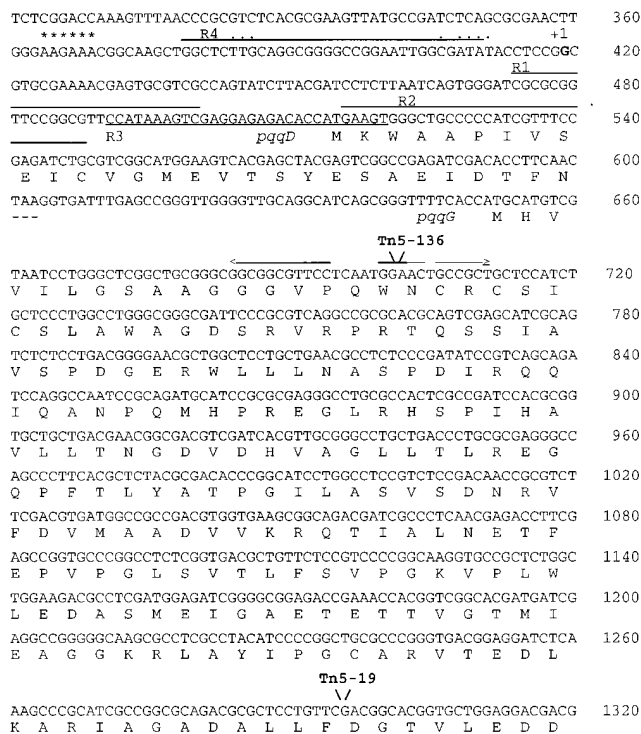 TCTCGGACCAAAGTTTAACCCGCGTCTCACGCGAAGTTATGCCGATCTCAGCGCGAACTT 360
****** R4 ... . ... +1
GGGAAGAAACGGCAAGCTGGCTCTTGCAGGCGGGGCCGGAATTGGCGATATACCTCCGGC 420
R1
GTGCGAAAACGAGTGCGTCCAGTATCTTACGATCCTCTTAATCAGTGGGATCGCGCGG 480
R2
TTCCGGCGTTCCATAAAGTCGAGGAGAGACACCATGAAGTGGGCTGCCCCCATCGTTTCC 540
R3 pqqD M K W A A P I V S
GAGATCTGCGTCGGCATGGAAGTCACGAGCTACGAGTCGGCCGAGATCGACACCTTCAAC 600
E I C V G M E V T S Y E S A E I D T F N
TAAGGTGATTTGAGCCGGGTTGGGGTTGCAGGCATCAGCGGGTTTTCACCATGCATGTCG 660
--- pqqG M H V
Tn5-136
TAATCCTGGGCTCGGCTGCGGGCGGCGGCGTTCCTCAATGGAACTGCCGCTGCTCCATCT 720
V I L G S A A G G G V P Q W N C R C S I
GCTCCCTGGCCTGGGCGGGCGATTCCCGCGTCAGGCCGCGCACGCAGTCGAGCATCGCAG 780
C S L A W A G D S R V R P R T Q S S I A
TCTCTCCTGACGGGGAACGCTGGCTCCTGCTGAACGCCTCTCCCGATATCCGTCAGCAGA 840
V S P D G E R W L L L N A S P D I R Q Q
TCCAGGCCAATCCGCAGATGCATCCGCGCGAGGGCCTGCGCCACTCGCCGATCCACGCGG 900
I Q A N P Q M H P R E G L R H S P I H A
TGCTGCTGACGAACGGCGACGTCGATCACGTTGCGGGCCTGCTGACCCTGCGCGAGGGCC 960
V L L T N G D V D H V A G L L T L R E G
AGCCCTTCACGCTCTACGCGACACCCGGCATCCTGGCCTCCGTCTCCGACAACCGCGTCT 1020
Q P F T L Y A T P G I L A S V S D N R V
TCGACGTGATGGCCGCCGACGTGGTGAAGCGGCAGACGATCGCCCTCAACGAGACCTTCG 1080
F D V M A A D V V K R Q T I A L N E T F
AGCCGGTGCCCGGCCTCTCGGTGACGCTGTTCTCCGTCCCCGGCAAGGTGCCGCTCTGGC 1140
E P V P G L S V T L F S V P G K V P L W
TGGAAGACGCCTCGATGGAGATCGGGGCGGAGACCGAAACCACGGTCGGCACGATGATCG 1200
L E D A S M E I G A E T E T T V G T M I
AGGCCGGGGGCAAGCGCCTCGCCTACATCCCCGGCTGCGCCCGGGTGACGGAGGATCTCA 1260
E A G G K R L A Y I P G C A R V T E D L
Tn5-19
AAGCCCGCATCGCCGGCGCAGACGCGCTCCTGTTCGACGGCACGGTGCTGGAGGACGACG 1320
K A R I A G A D A L L F D G T V L E D D